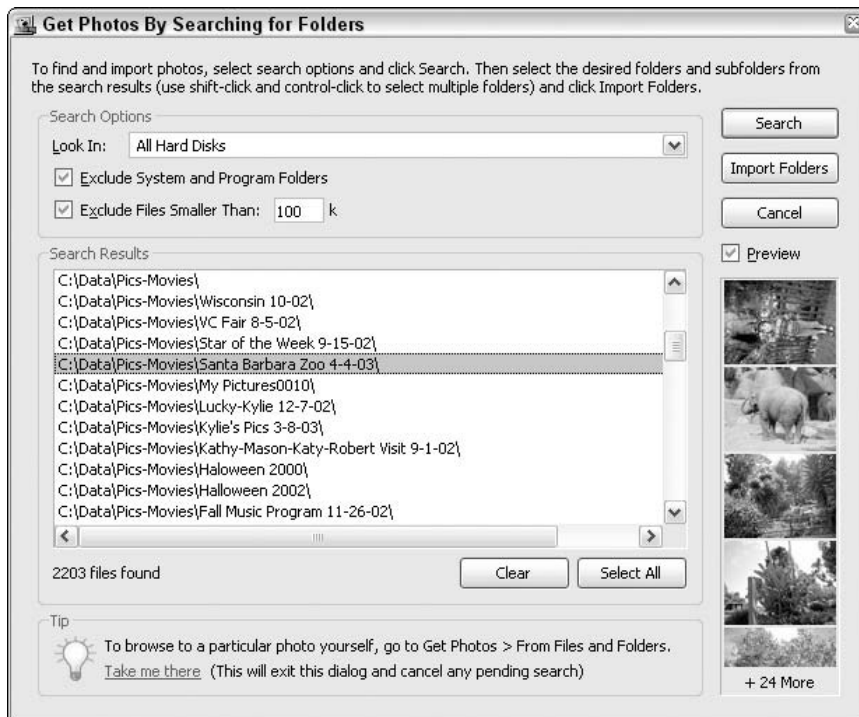 Get Photos By Searching for Folders
To find and import photos, select search options and click Search. Then select the desired folders and subfolders from
the search results (use shift-click and control-click to select multiple folders) and click Import Folders.
Search Options
Look In: All Hard Disks
Exclude System and Program Folders
Exclude Files Smaller Than: 100 k
Search
Import Folders
Cancel
Preview
Search Results
C:\Data\Pics-Movies\
C:\Data\Pics-Movies\Wisconsin 10-02\
C:\Data\Pics-Movies\VC Fair 8-5-02\
C:\Data\Pics-Movies\Star of the Week 9-15-02\
C:\Data\Pics-Movies\Santa Barbara Zoo 4-4-03\
C:\Data\Pics-Movies\My Pictures0010\
C:\Data\Pics-Movies\Lucky-Kylie 12-7-02\
C:\Data\Pics-Movies\Kylie's Pics 3-8-03\
C:\Data\Pics-Movies\Kathy-Mason-Katy-Robert Visit 9-1-02\
C:\Data\Pics-Movies\Haloween 2000\
C:\Data\Pics-Movies\Halloween 2002\
C:\Data\Pics-Movies\Fall Music Program 11-26-02\
2203 files found
Clear
Select All
Tip
To browse to a particular photo yourself, go to Get Photos > From Files and Folders.
Take me there (This will exit this dialog and cancel any pending search)
+ 24 More